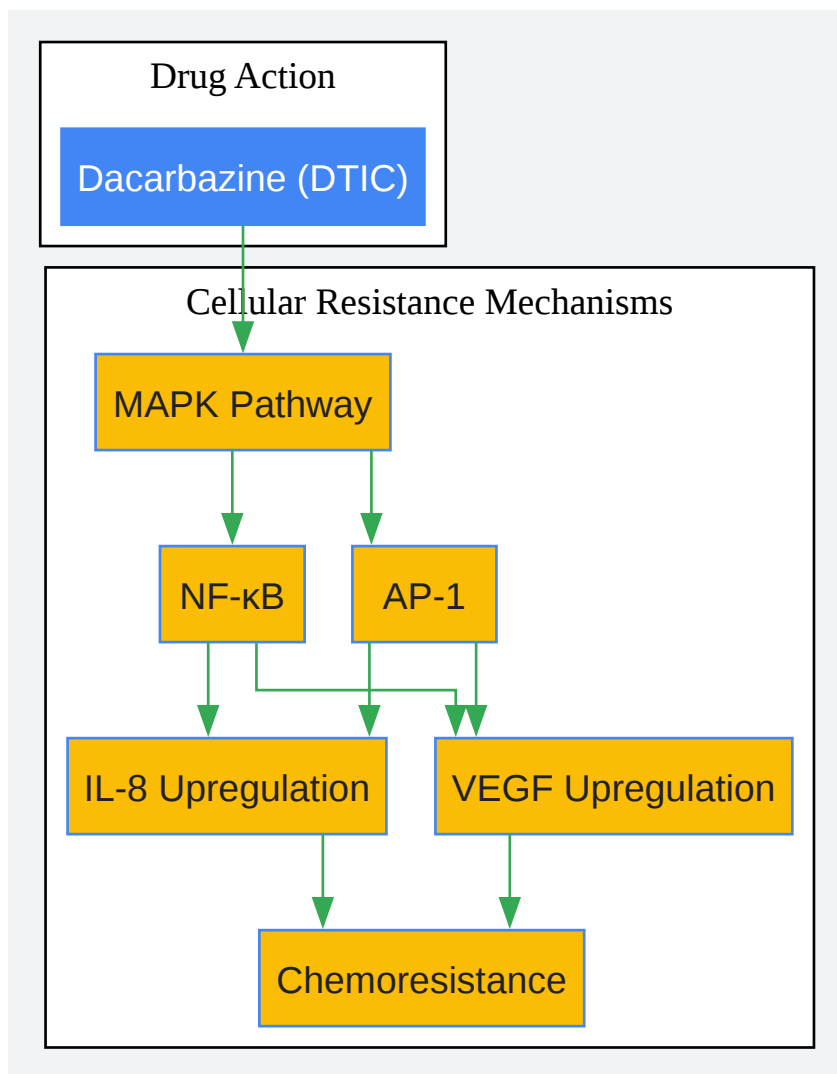 Drug Action
Dacarbazine (DTIC)
Cellular Resistance Mechanisms
MAPK Pathway
NF-κB
AP-1
IL-8 Upregulation
VEGF Upregulation
Chemoresistance